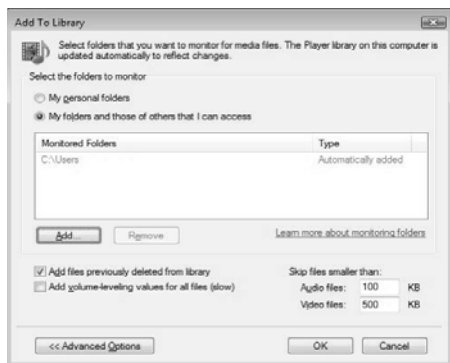 Add To Library
Select folders that you want to monitor for media files. The Player library on this computer is
updated automatically to reflect changes.
Select the folders to monitor
My personal folders
My folders and those of others that I can access
Monitored Folders Type
C:\Users Automatically added
Add... Remove Learn more about monitoring folders
Add files previously deleted from library Skip files smaller than:
Add volume-leveling values for all files (slow) Audio files: 100 KB
Video files: 500 KB
<< Advanced Options OK Cancel